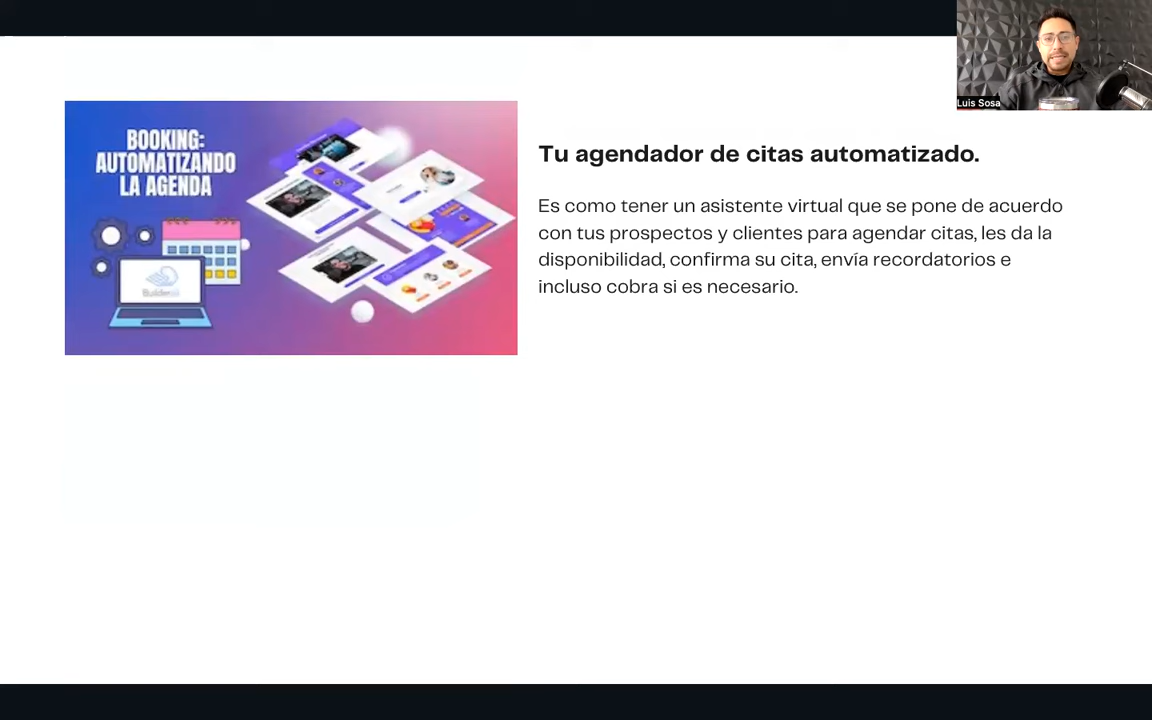 Luis Sosa
BOOKING:
AUTOMATIZANDO
LA AGENDA
Builderall
Tu agendador de citas automatizado.
Es como tener un asistente virtual que se pone de acuerdo
con tus prospectos y clientes para agendar citas, les da la
disponibilidad, confirma su cita, envía recordatorios e
incluso cobra si es necesario.